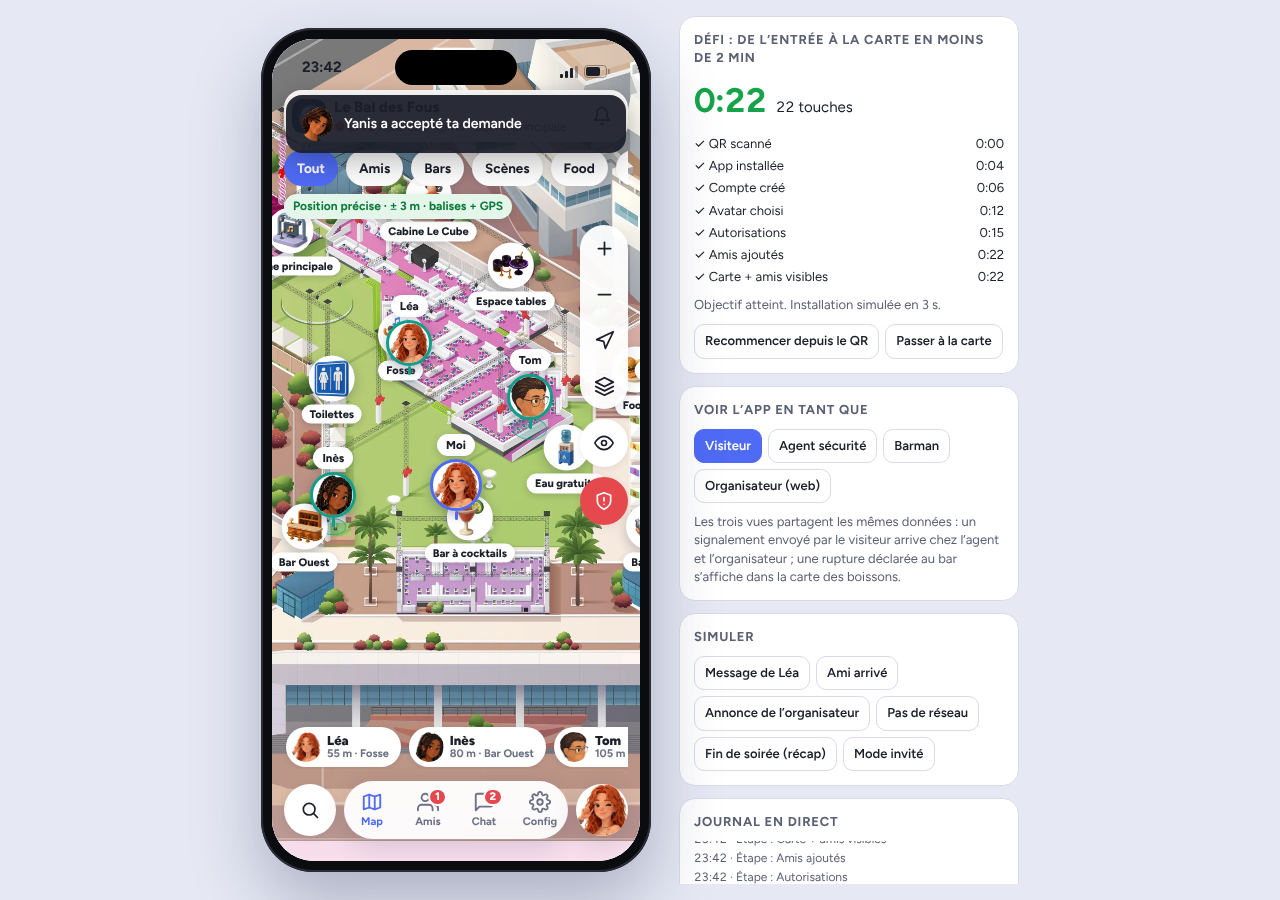 23:42
Le Bal des Fous
Yanis a accepté ta demande
Tout
Amis
Bars
Scènes
Food
Position précise · ± 3 m · balises + GPS
Cabine Le Cube
e principale
Espace tables
Léa
Fosse
Tom
Foo
Toilettes
Moi
Inès
Eau gratuit
Bar Ouest
Bar à cocktails
Ba
Léa
55 m · Fosse
Inès
80 m · Bar Ouest
Tom
105 m
Map
1
Amis
2
Chat
Config
DÉFI : DE L’ENTRÉE À LA CARTE EN MOINS
DE 2 MIN
0:22 22 touches
✓ QR scanné 0:00
✓ App installée 0:04
✓ Compte créé 0:06
✓ Avatar choisi 0:12
✓ Autorisations 0:15
✓ Amis ajoutés 0:22
✓ Carte + amis visibles 0:22
Objectif atteint. Installation simulée en 3 s.
Recommencer depuis le QR
Passer à la carte
VOIR L’APP EN TANT QUE
Visiteur
Agent sécurité
Barman
Organisateur (web)
Les trois vues partagent les mêmes données : un
signalement envoyé par le visiteur arrive chez l’agent
et l’organisateur ; une rupture déclarée au bar
s’affiche dans la carte des boissons.
SIMULER
Message de Léa
Ami arrivé
Annonce de l’organisateur
Pas de réseau
Fin de soirée (récap)
Mode invité
JOURNAL EN DIRECT
23:42 · Étape : Carte + amis visibles
23:42 · Étape : Amis ajoutés
23:42 · Étape : Autorisations